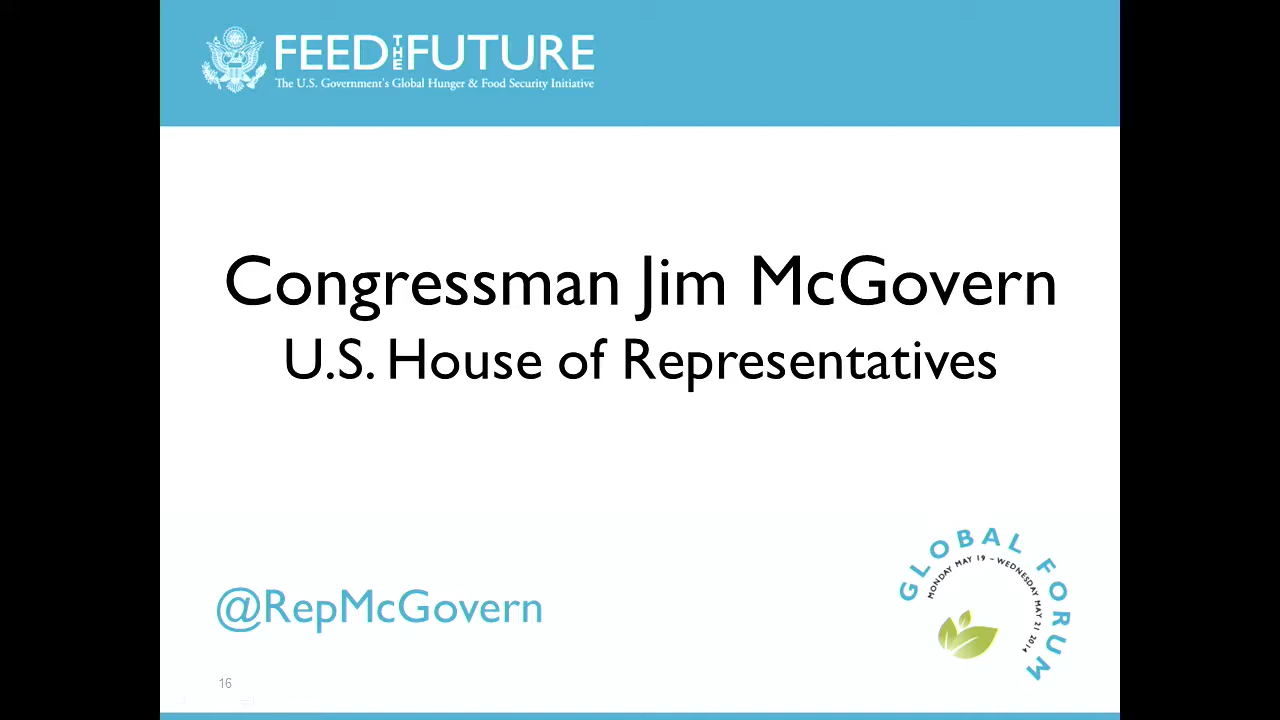 FEED THE FUTURE
The U.S. Government's Global Hunger & Food Security Initiative
Congressman Jim McGovern
U.S. House of Representatives
GLOBAL FORUM
MONDAY MAY 19 – WEDNESDAY MAY 21 2014
@RepMcGovern
16